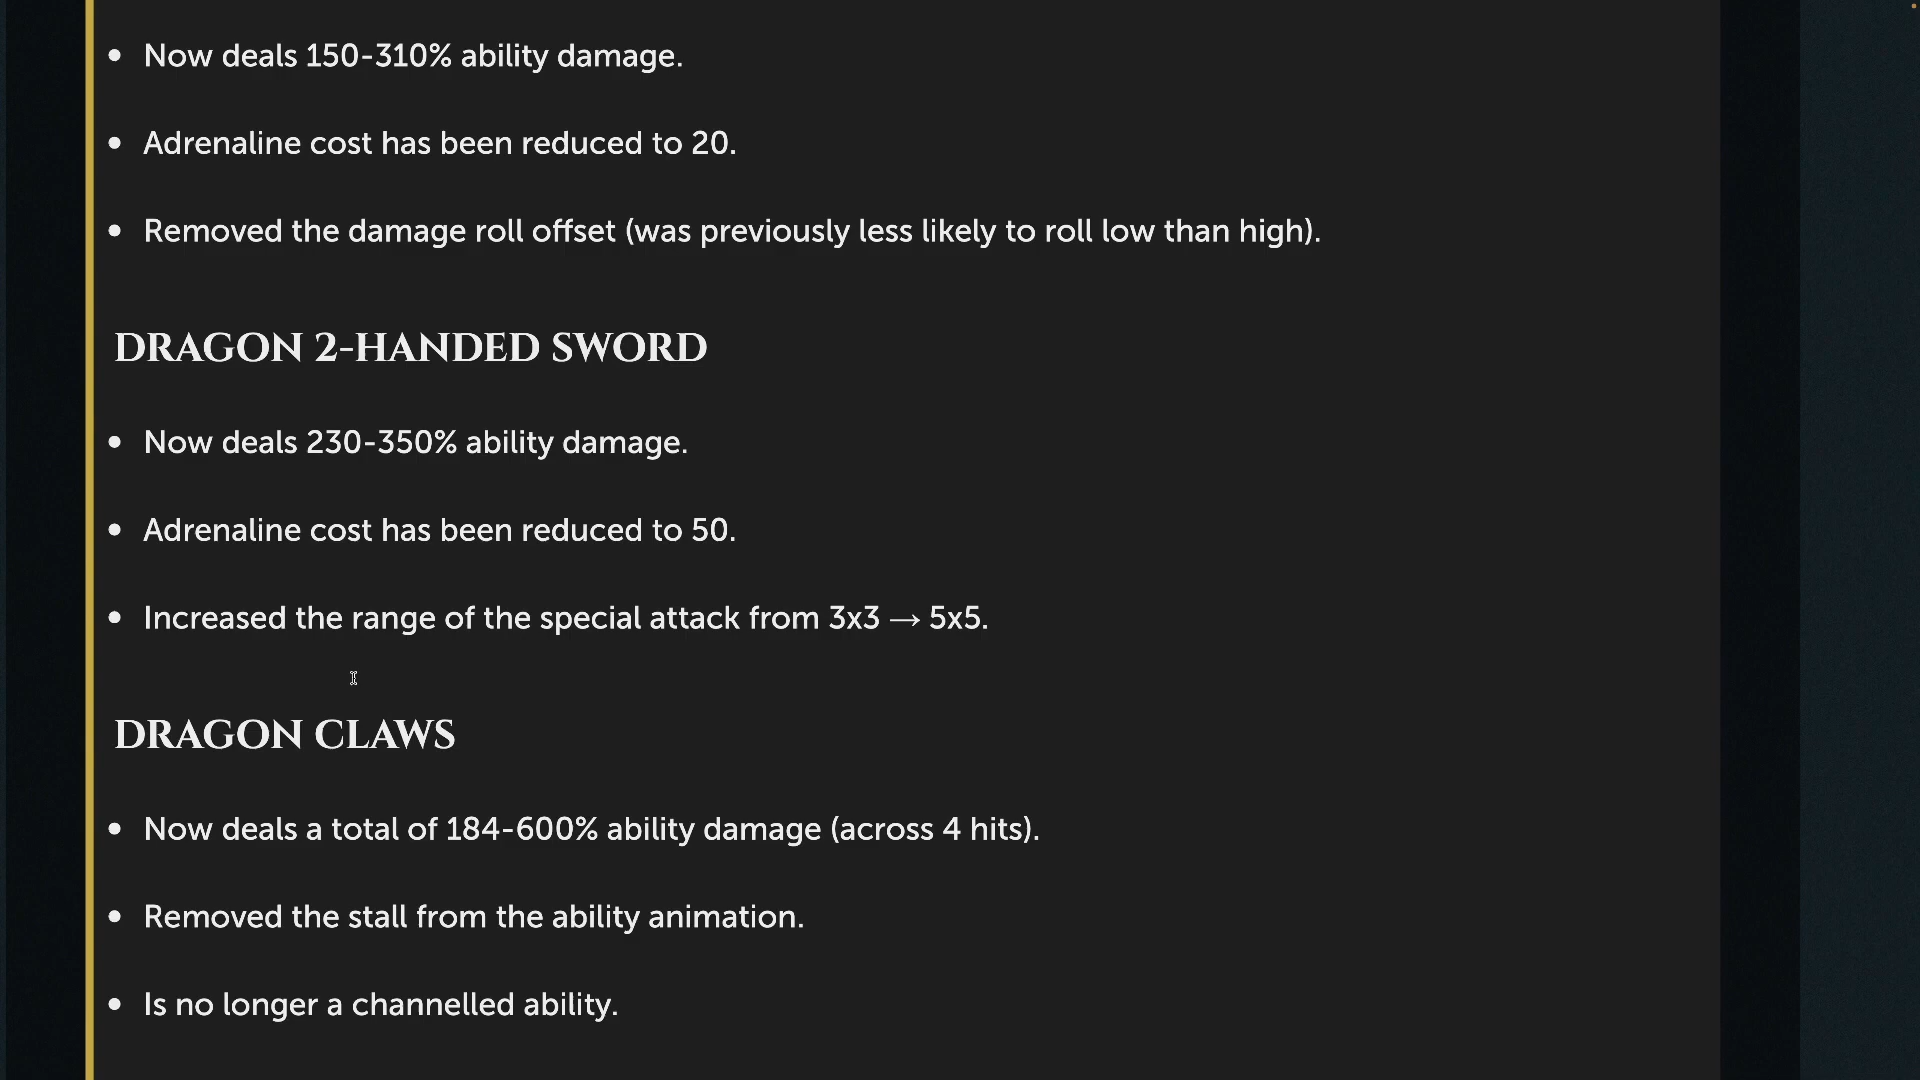 • Now deals 150-310% ability damage.
• Adrenaline cost has been reduced to 20.
• Removed the damage roll offset (was previously less likely to roll low than high).
DRAGON 2-HANDED SWORD
• Now deals 230-350% ability damage.
• Adrenaline cost has been reduced to 50.
• Increased the range of the special attack from 3x3 → 5x5.
DRAGON CLAWS
• Now deals a total of 184-600% ability damage (across 4 hits).
• Removed the stall from the ability animation.
• Is no longer a channelled ability.